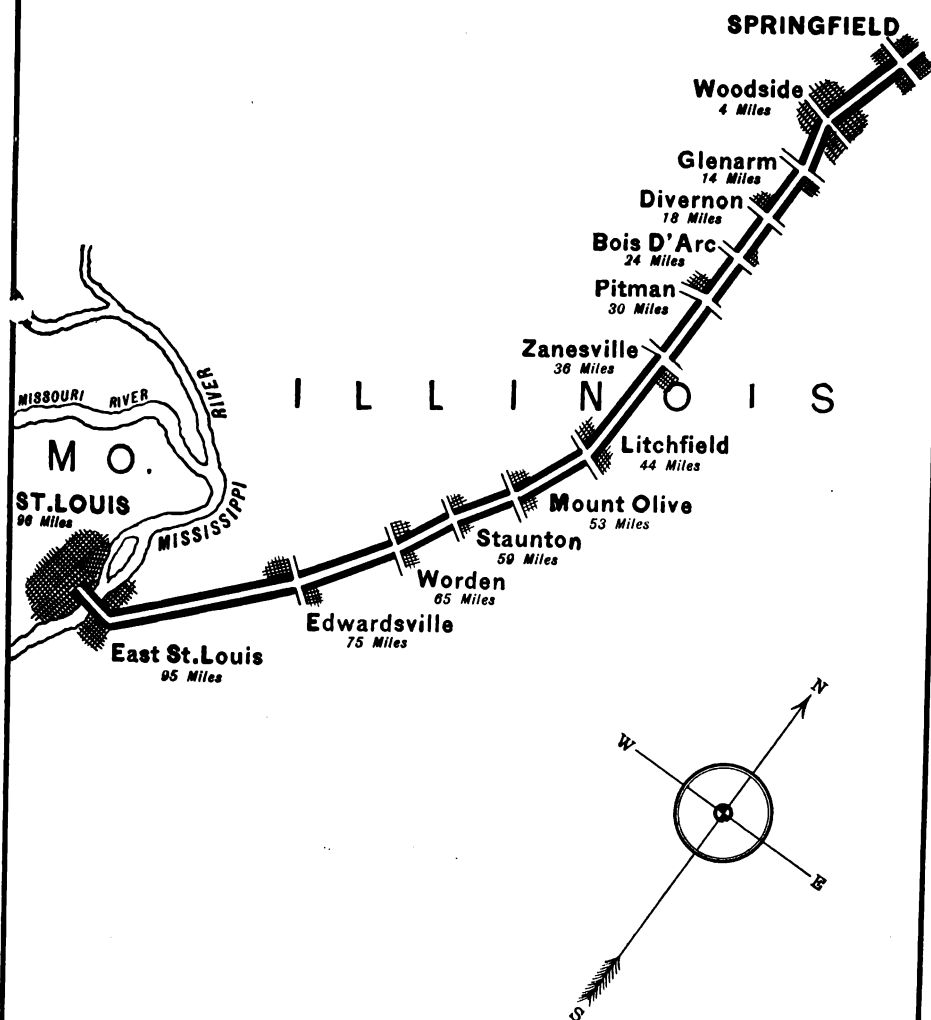 SPRINGFIELD
Woodside
4 Miles
Glenarm
14 Miles
Divernon
18 Miles
Bois D'Arc
24 Miles
Pitman
30 Miles
Zanesville
36 Miles
ILLINOIS
MISSOURI RIVER
RIVER
MO.
Litchfield
44 Miles
ST.LOUIS
96 Miles
MISSISSIPPI
Mount Olive
53 Miles
Staunton
59 Miles
Worden
65 Miles
Edwardsville
75 Miles
East St.Louis
95 Miles
N
W
E
S